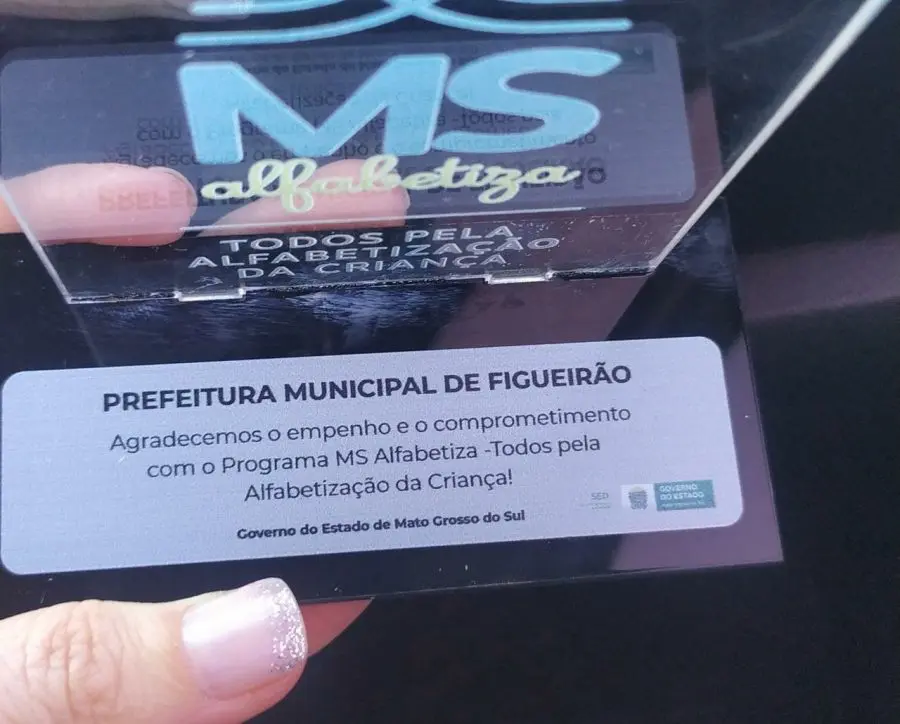 MS
alfabetiza
TODOS PELA
ALFABETIZAÇÃO
DA CRIANÇA
PREFEITURA MUNICIPAL DE FIGUEIRÃO
Agradecemos o empenho e o comprometimento
com o Programa MS Alfabetiza -Todos pela
Alfabetização da Criança!
SED
GOVERNO
DO ESTADO
Governo do Estado de Mato Grosso do Sul